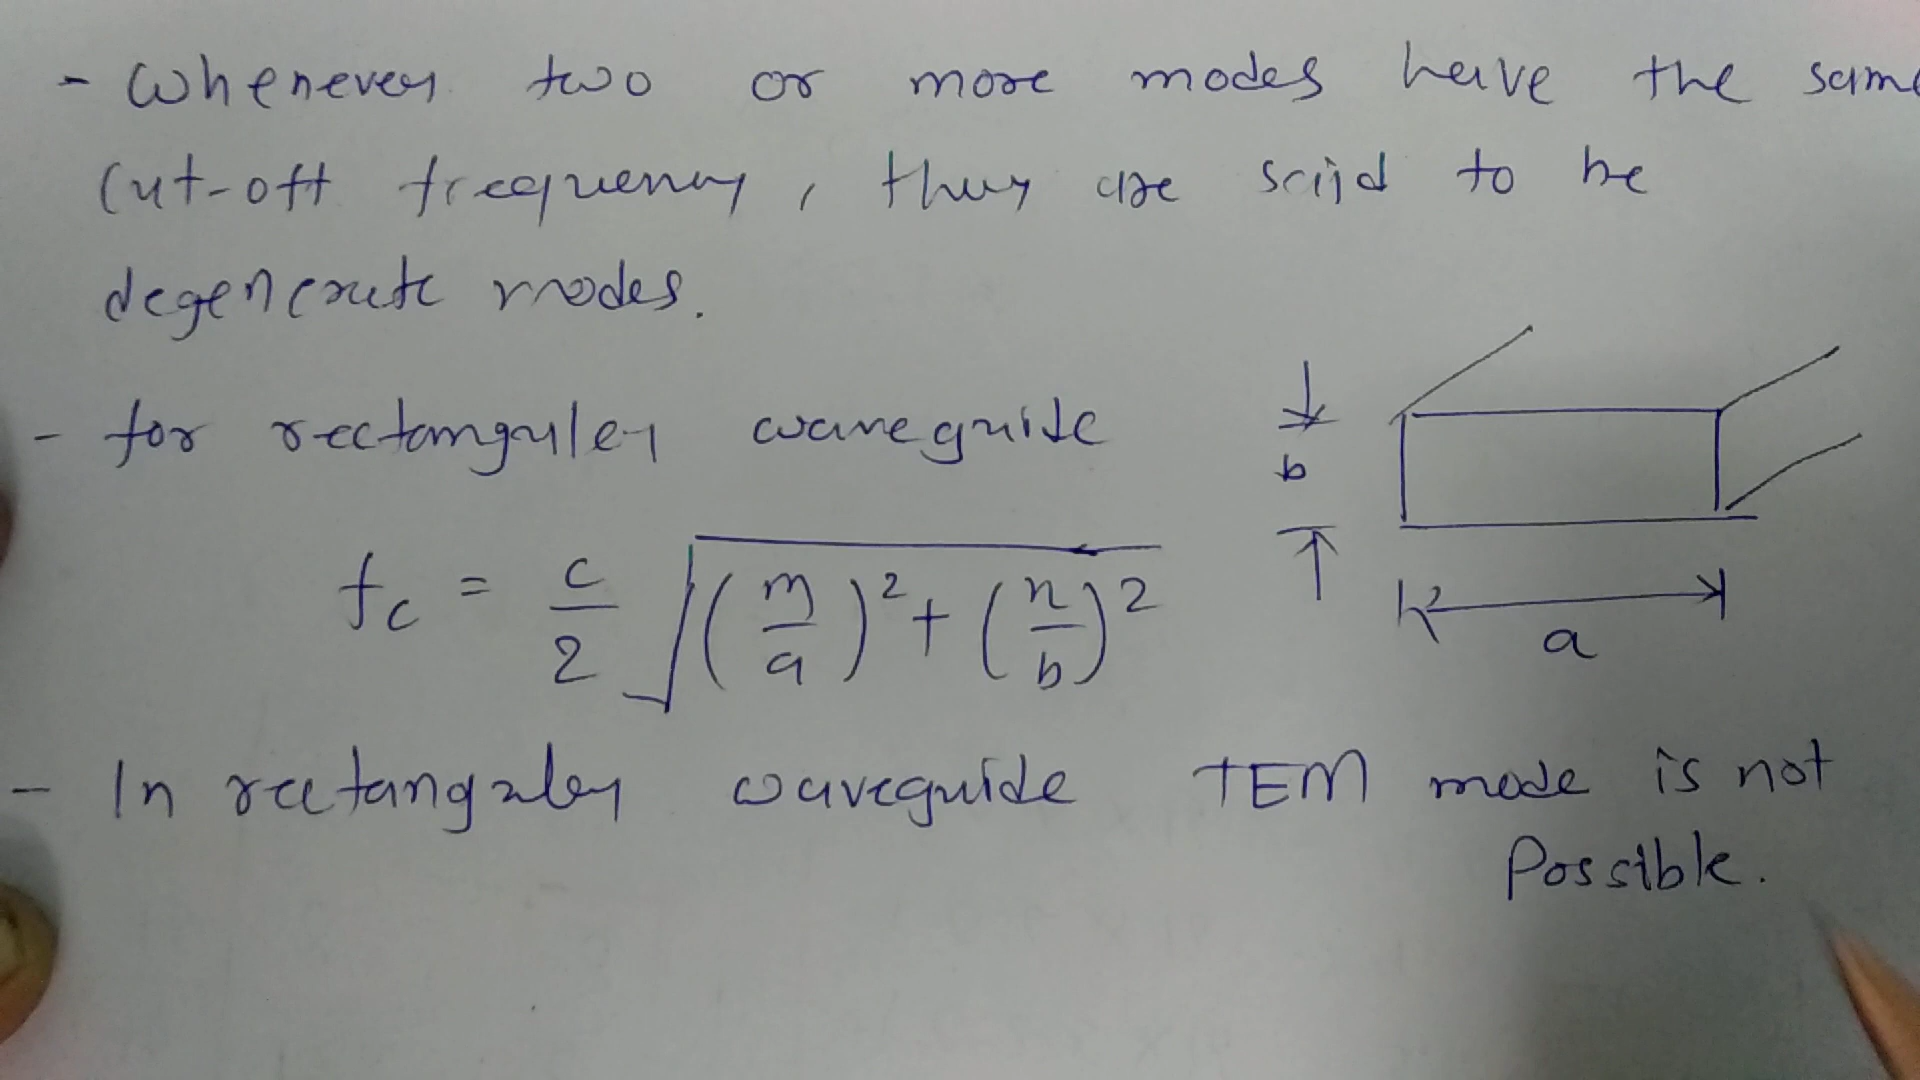 - Whenever two or more modes have the same
cut-off frequency, they are said to be
degenerate modes.
- for rectangular waveguide
b
fc = c/2 √((m/a)² + (n/b)²)
a
- In rectangular waveguide TEM mode is not
Possible.